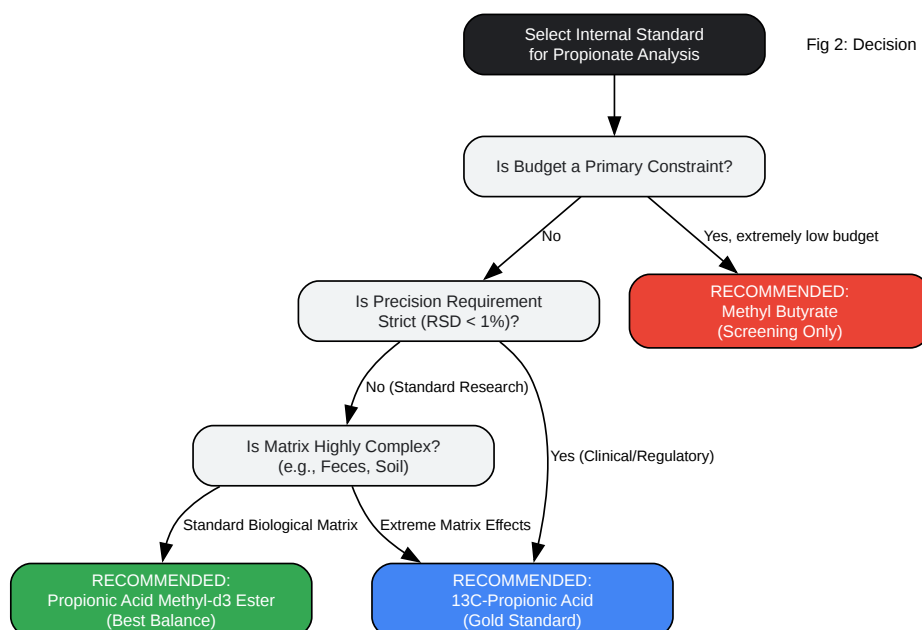 Select Internal Standard
for Propionate Analysis
Fig 2: Decision
Is Budget a Primary Constraint?
No
Yes, extremely low budget
Is Precision Requirement
Strict (RSD < 1%)?
RECOMMENDED:
Methyl Butyrate
(Screening Only)
No (Standard Research)
Is Matrix Highly Complex?
(e.g., Feces, Soil)
Yes (Clinical/Regulatory)
Standard Biological Matrix
Extreme Matrix Effects
RECOMMENDED:
Propionic Acid Methyl-d3 Ester
(Best Balance)
RECOMMENDED:
13C-Propionic Acid
(Gold Standard)